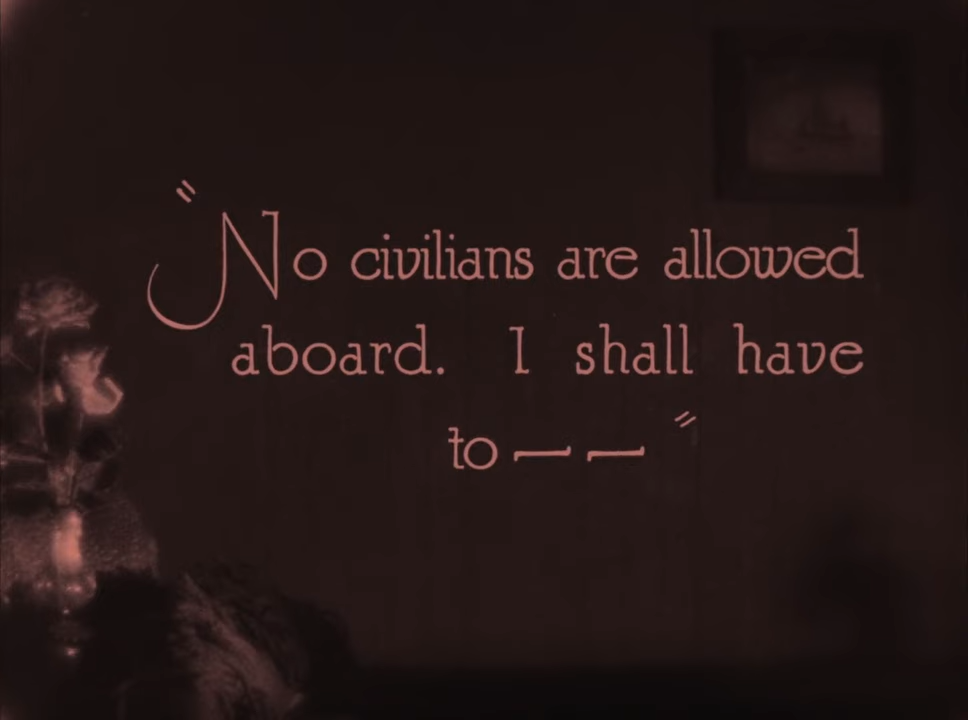 "No civilians are allowed
aboard. I shall have
to — — "